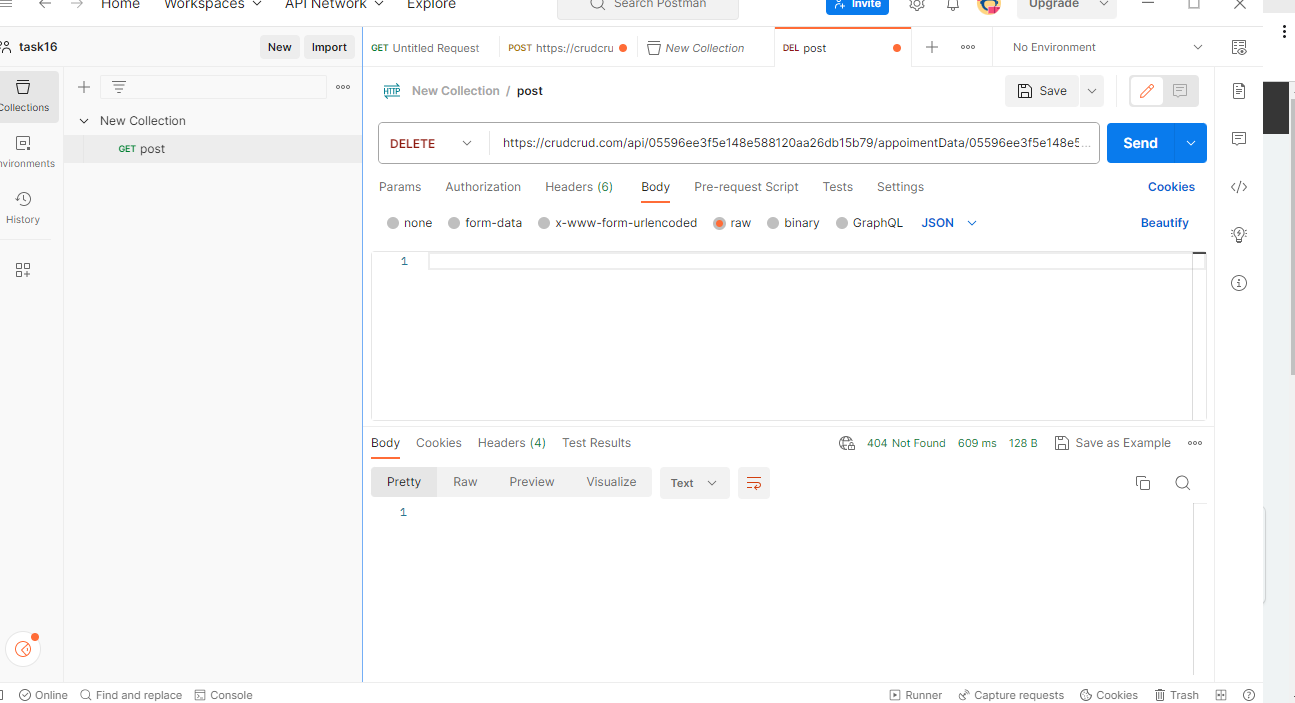 Home Workspaces API Network Explore Search Postman Invite Upgrade
task16 New Import GET Untitled Request POST https://crudcru New Collection DEL post No Environment
New Collection / post Save
Collections
New Collection
DELETE https://crudcrud.com/api/05596ee3f5e148e588120aa26db15b79/appoimentData/05596ee3f5e148e5... Send
GET post
nvironments
Params Authorization Headers (6) Body Pre-request Script Tests Settings Cookies
History
none form-data x-www-form-urlencoded raw binary GraphQL JSON Beautify
1
Body Cookies Headers (4) Test Results 404 Not Found 609 ms 128 B Save as Example
Pretty Raw Preview Visualize Text
1
Online Find and replace Console Runner Capture requests Cookies Trash